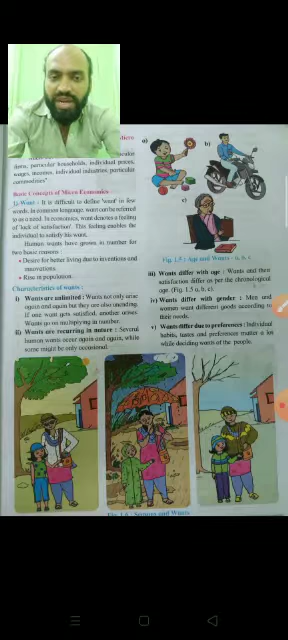 Micro
tions, particular households, individual prices,
wages, incomes, individual industries, particular
commodities"
Basic Concepts of Micro Economics
1) Want : It is difficult to define 'want' in few
words. In common language, want can be referred
to as a need. In economics, want denotes a feeling
of 'lack of satisfaction'. This feeling enables the
individual to satisfy his want.
Human wants have grown in number for
two basic reasons :
• Desire for better living due to inventions and
innovations.
• Rise in population.
Characteristics of wants :
i) Wants are unlimited : Wants not only arise
again and again but they are also unending.
If one want gets satisfied, another arises.
Wants go on multiplying in number.
ii) Wants are recurring in nature : Several
human wants occur again and again, while
some might be only occasional.
a)
b)
c)
Fig. 1.5 : Age and Wants - a, b, c
iii) Wants differ with age : Wants and their
satisfaction differ as per the chronological
age. (Fig. 1.5 a, b, c)
iv) Wants differ with gender : Men and
women want different goods according to
their needs.
v) Wants differ due to preferences : Individual
habits, tastes and preferences matter a lot
while deciding wants of the people.
Fig. 1.6 : Seasons and Wants